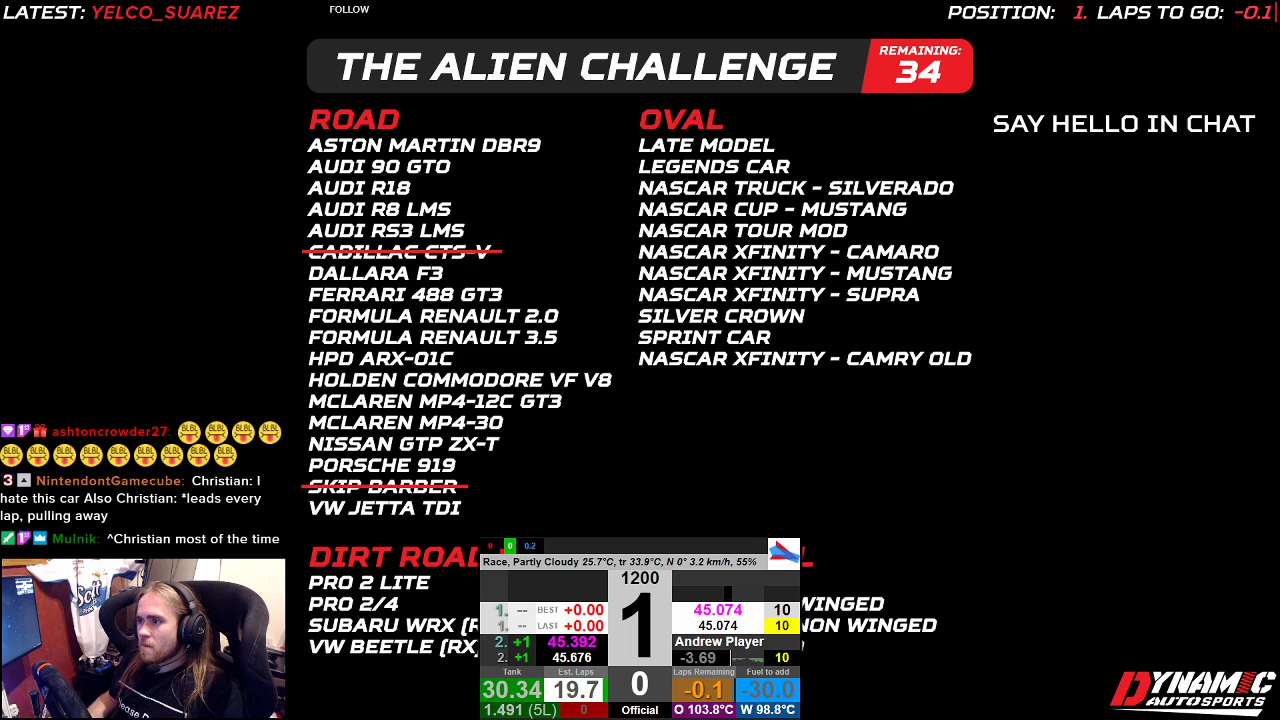 LATEST: YELCO_SUAREZ
FOLLOW
POSITION: 1. LAPS TO GO: -0.1
THE ALIEN CHALLENGE
REMAINING:
34
ROAD
ASTON MARTIN DBR9
AUDI 90 GTO
AUDI R18
AUDI R8 LMS
AUDI RS3 LMS
CADILLAC CTS-V
DALLARA F3
FERRARI 488 GT3
FORMULA RENAULT 2.0
FORMULA RENAULT 3.5
HPD ARX-01C
HOLDEN COMMODORE VF V8
MCLAREN MP4-12C GT3
MCLAREN MP4-30
NISSAN GTP ZX-T
PORSCHE 919
SKIP BARBER
VW JETTA TDI
OVAL
LATE MODEL
LEGENDS CAR
NASCAR TRUCK - SILVERADO
NASCAR CUP - MUSTANG
NASCAR TOUR MOD
NASCAR XFINITY - CAMARO
NASCAR XFINITY - MUSTANG
NASCAR XFINITY - SUPRA
SILVER CROWN
SPRINT CAR
NASCAR XFINITY - CAMRY OLD
SAY HELLO IN CHAT
ashtoncrowder27:
3 NintendontGamecube: Christian: I
hate this car Also Christian: *leads every
lap, pulling away
Mulnik: ^Christian most of the time
DIRT ROAD
PRO 2 LITE
PRO 2/4
SUBARU WRX (R
VW BEETLE (RX)
WINGED
NON WINGED
0 0 0.2
Race, Partly Cloudy 25.7°C, tr 33.9°C, N 0° 3.2 km/h, 55%
1200
1
1. -- BEST +0.00
1. -- LAST +0.00
2. +1 45.392
2. +1 45.676
45.074 10
45.074 10
Andrew Player
-3.69 10
Tank Est. Laps
30.34 19.7
1.491 (5L) 0
0
Official
Laps Remaining Fuel to add
-0.1 -30.0
O 103.8°C W 98.8°C
DYNAMIC
AUTOSPORTS